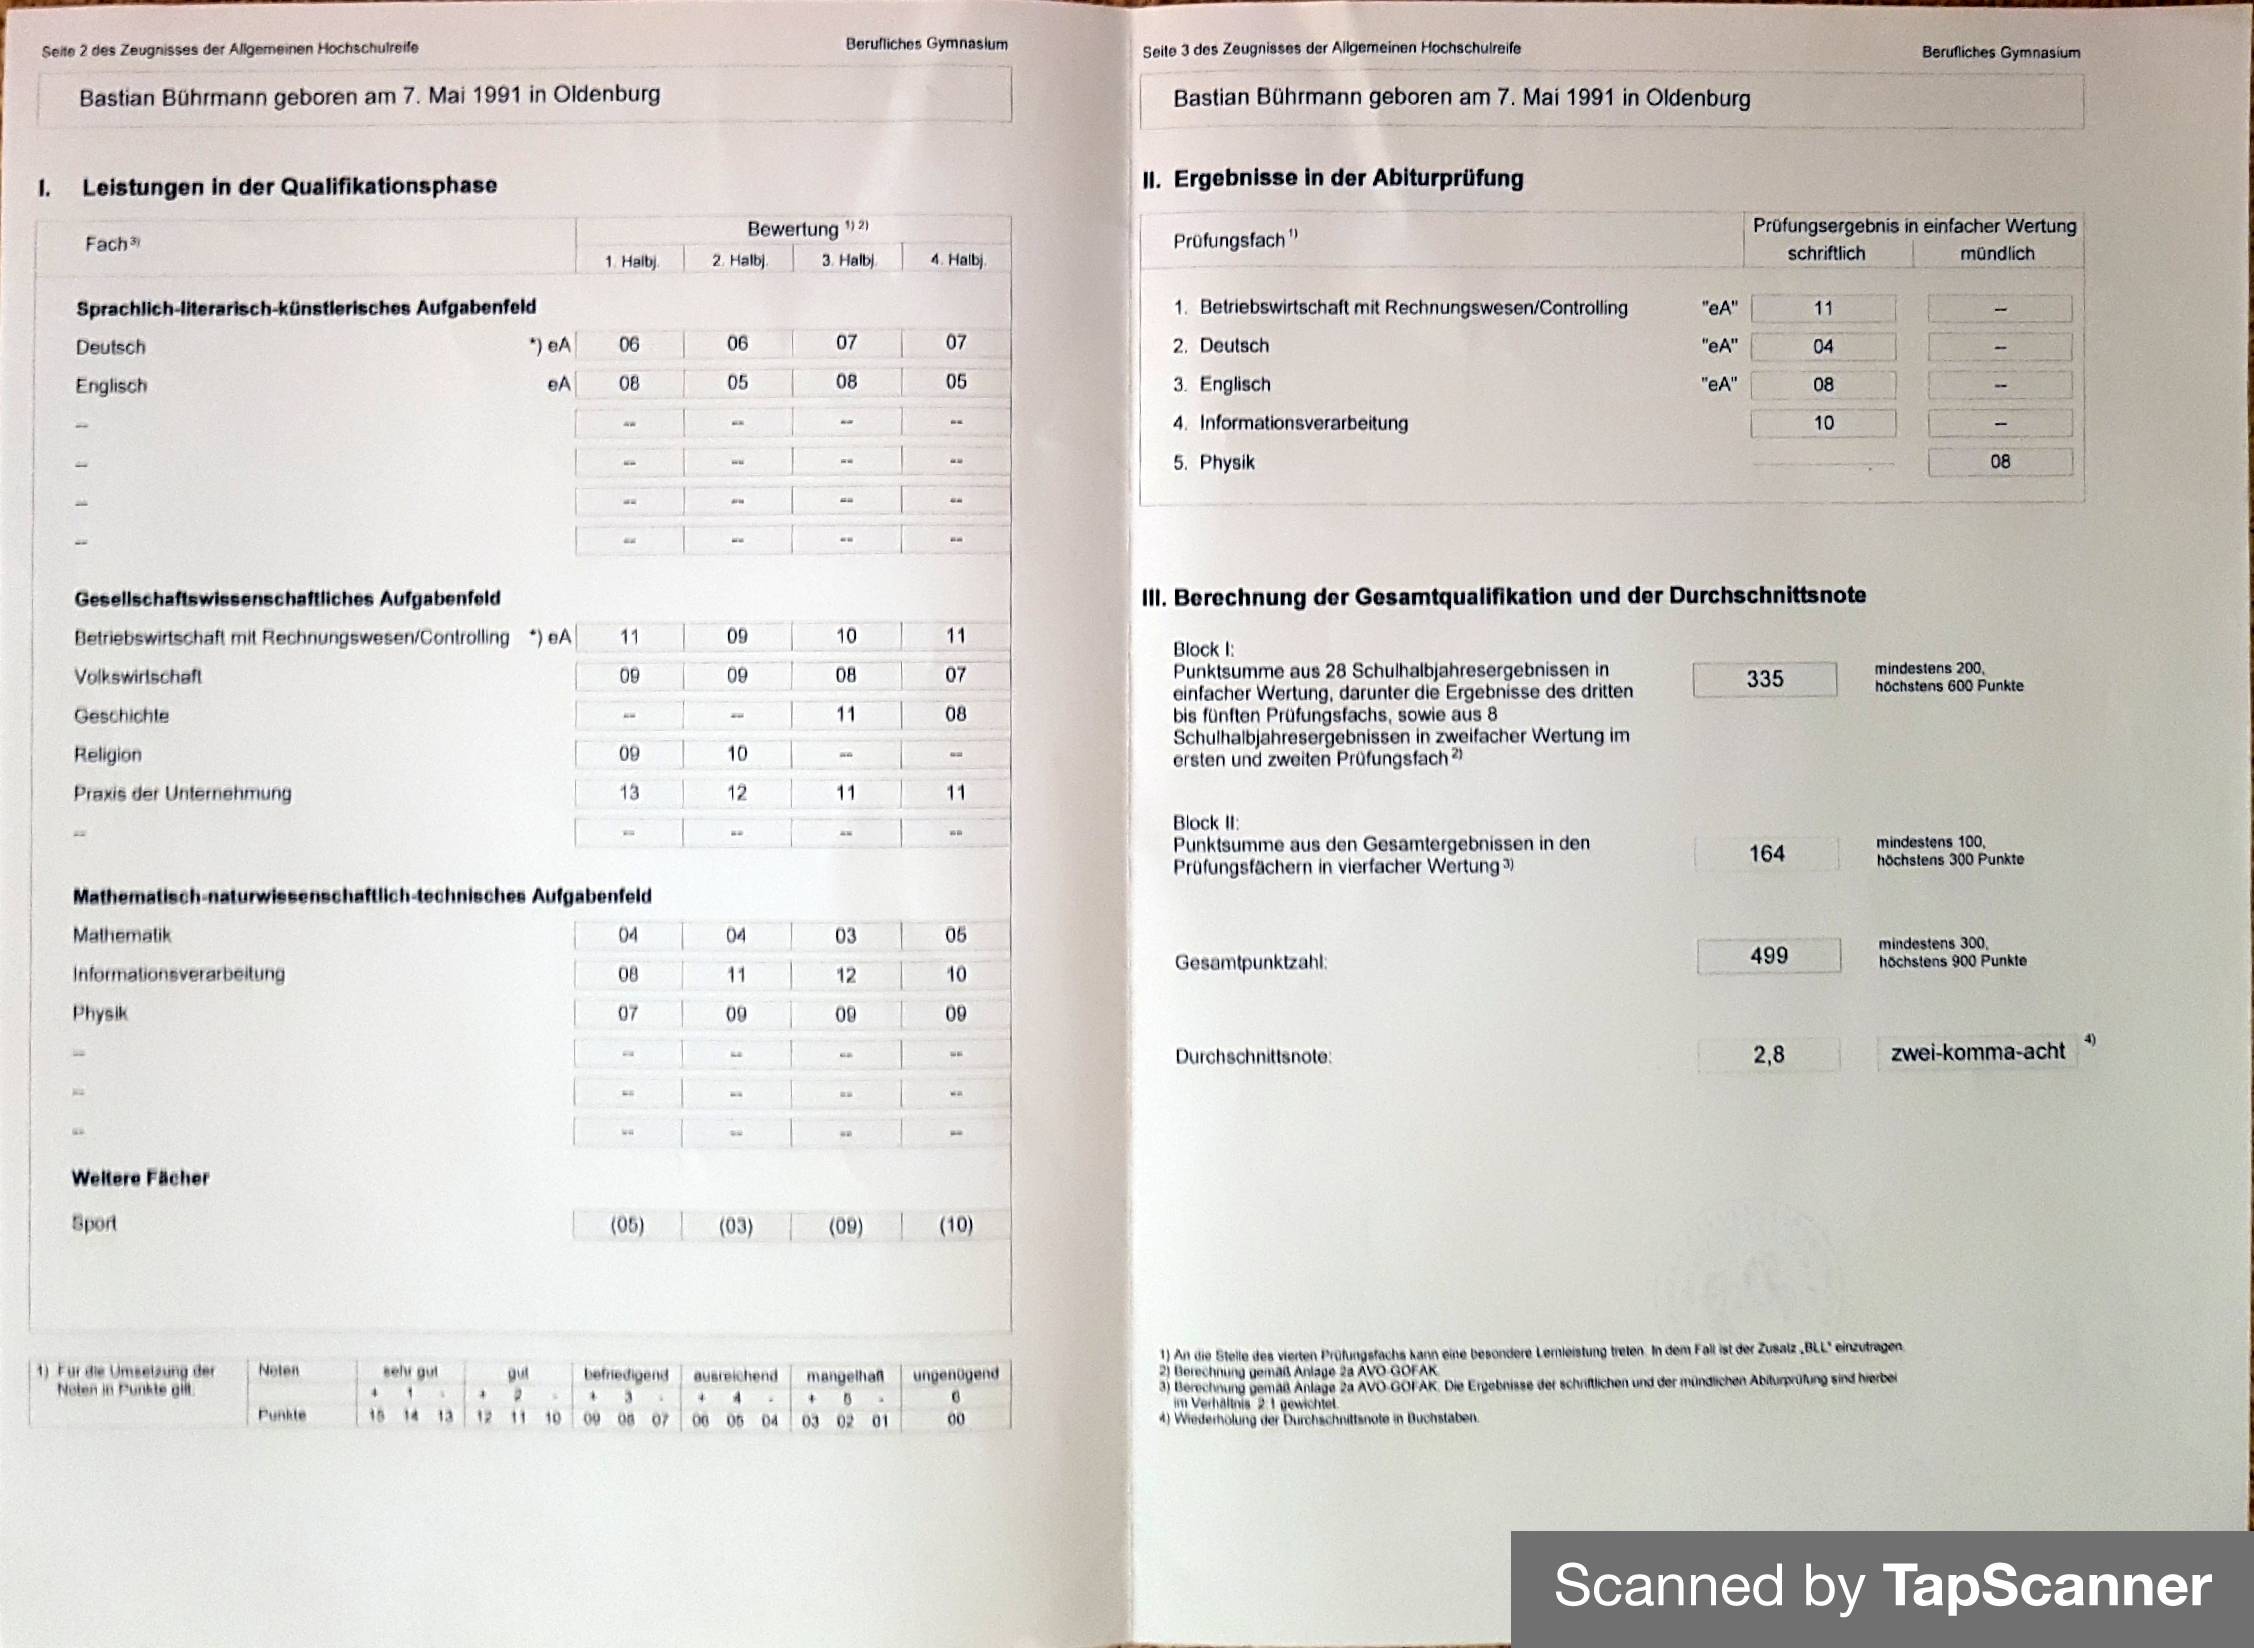 Seite 2 des Zeugnisses der Allgemeinen Hochschulreife Berufliches Gymnasium
Bastian Bührmann geboren am 7. Mai 1991 in Oldenburg
I. Leistungen in der Qualifikationsphase
Fach 3) Bewertung 1) 2)
1. Halbj. 2. Halbj. 3. Halbj. 4. Halbj.
Sprachlich-literarisch-künstlerisches Aufgabenfeld
Deutsch *) eA 06 06 07 07
Englisch eA 08 05 08 05
-- -- -- -- --
-- -- -- -- --
-- -- -- -- --
-- -- -- -- --
Gesellschaftswissenschaftliches Aufgabenfeld
Betriebswirtschaft mit Rechnungswesen/Controlling *) eA 11 09 10 11
Volkswirtschaft 09 09 08 07
Geschichte -- -- 11 08
Religion 09 10 -- --
Praxis der Unternehmung 13 12 11 11
-- -- -- -- --
Mathematisch-naturwissenschaftlich-technisches Aufgabenfeld
Mathematik 04 04 03 05
Informationsverarbeitung 08 11 12 10
Physik 07 09 09 09
-- -- -- -- --
-- -- -- -- --
-- -- -- -- --
Weitere Fächer
Sport (05) (03) (09) (10)
1) Für die Umsetzung der Noten in Punkte gilt.
Noten sehr gut gut befriedigend ausreichend mangelhaft ungenügend
+ 1 - + 2 - + 3 - + 4 - + 5 - 6
Punkte 15 14 13 12 11 10 09 08 07 06 05 04 03 02 01 00
Seite 3 des Zeugnisses der Allgemeinen Hochschulreife Berufliches Gymnasium
Bastian Bührmann geboren am 7. Mai 1991 in Oldenburg
II. Ergebnisse in der Abiturprüfung
Prüfungsfach 1) Prüfungsergebnis in einfacher Wertung
schriftlich mündlich
1. Betriebswirtschaft mit Rechnungswesen/Controlling "eA" 11 --
2. Deutsch "eA" 04 --
3. Englisch "eA" 08 --
4. Informationsverarbeitung 10 --
5. Physik 08
III. Berechnung der Gesamtqualifikation und der Durchschnittsnote
Block I:
Punktsumme aus 28 Schulhalbjahresergebnissen in
einfacher Wertung, darunter die Ergebnisse des dritten
bis fünften Prüfungsfachs, sowie aus 8
Schulhalbjahresergebnissen in zweifacher Wertung im
ersten und zweiten Prüfungsfach 2)
335
mindestens 200,
höchstens 600 Punkte
Block II:
Punktsumme aus den Gesamtergebnissen in den
Prüfungsfächern in vierfacher Wertung 3)
164
mindestens 100,
höchstens 300 Punkte
Gesamtpunktzahl: 499
mindestens 300,
höchstens 900 Punkte
Durchschnittsnote: 2,8 zwei-komma-acht 4)
1) An die Stelle des vierten Prüfungsfachs kann eine besondere Lernleistung treten. In dem Fall ist der Zusatz „BLL" einzutragen.
2) Berechnung gemäß Anlage 2a AVO-GOFAK.
3) Berechnung gemäß Anlage 2a AVO-GOFAK. Die Ergebnisse der schriftlichen und der mündlichen Abiturprüfung sind hierbei
im Verhältnis 2:1 gewichtet.
4) Wiederholung der Durchschnittsnote in Buchstaben.
Scanned by TapScanner